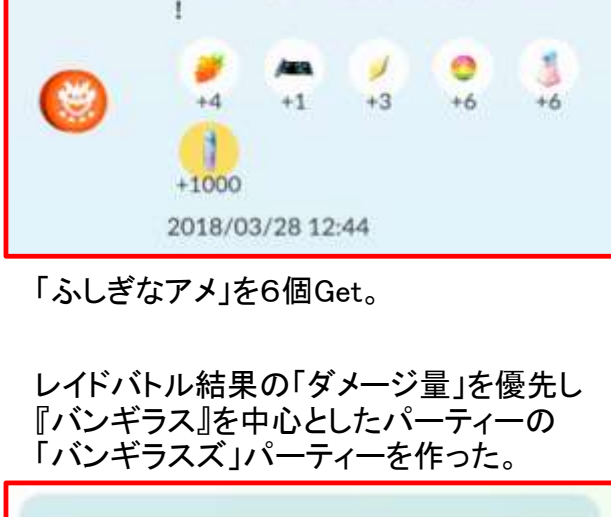 !
+4
+1
+3
+6
+6
+1000
2018/03/28 12:44
「ふしぎなアメ」を6個Get。
レイドバトル結果の「ダメージ量」を優先し
『バンギラス』を中心としたパーティーの
「バンギラスズ」パーティーを作った。